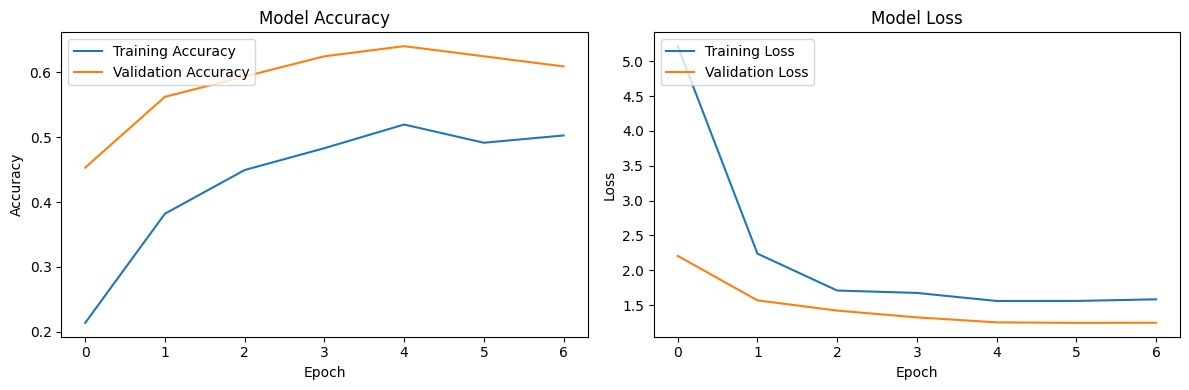 Model Accuracy
Training Accuracy
Validation Accuracy
0.6
0.5
0.4
0.3
0.2
Accuracy
0 1 2 3 4 5 6
Epoch
Model Loss
Training Loss
Validation Loss
5.0
4.5
4.0
3.5
3.0
2.5
2.0
1.5
Loss
0 1 2 3 4 5 6
Epoch